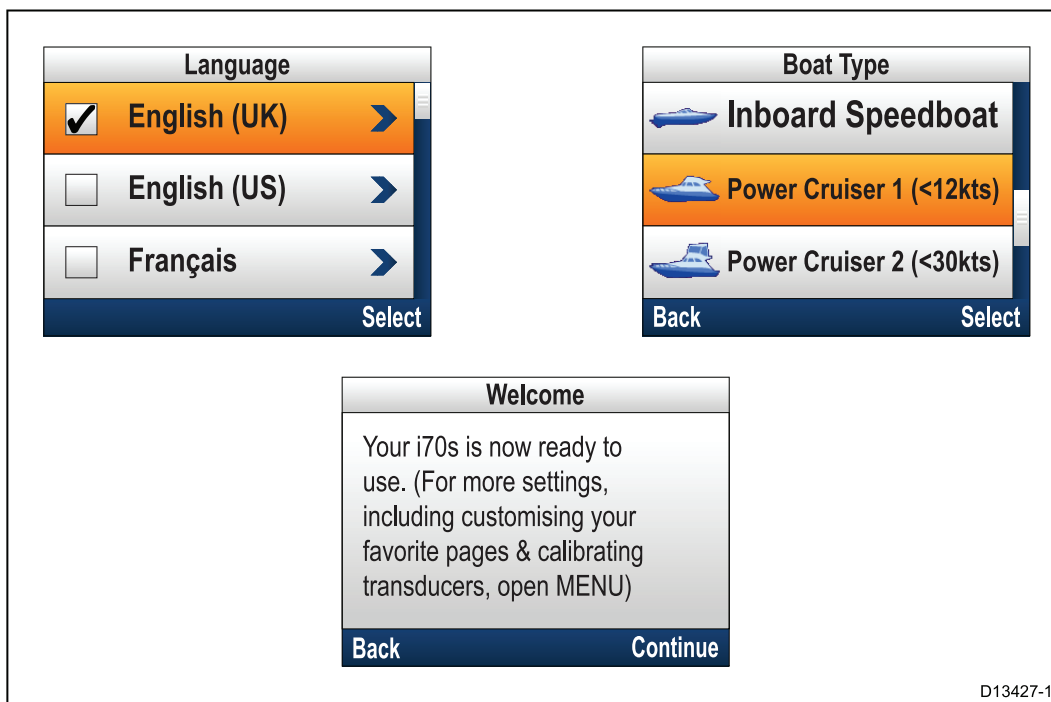 Language
English (UK)
English (US)
Français
Select
Boat Type
Inboard Speedboat
Power Cruiser 1 (<12kts)
Power Cruiser 2 (<30kts)
Back Select
Welcome
Your i70s is now ready to
use. (For more settings,
including customising your
favorite pages & calibrating
transducers, open MENU)
Back Continue
D13427-1